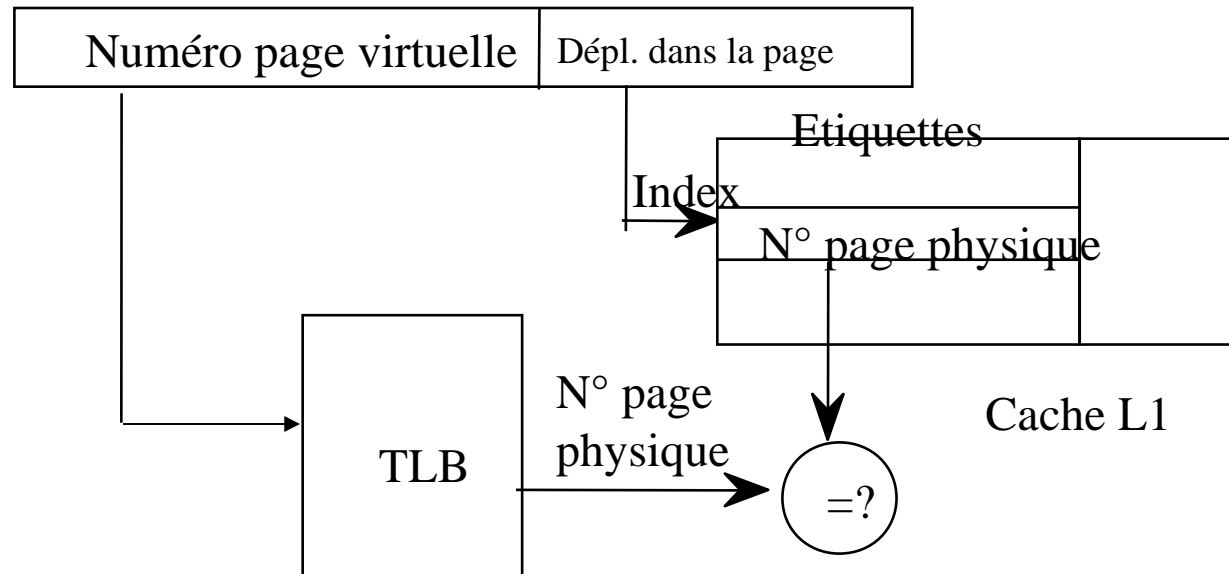 Numéro page virtuelle
Dépl. dans la page
Etiquettes
Index
N° page physique
N° page
physique
Cache L1
TLB
=?